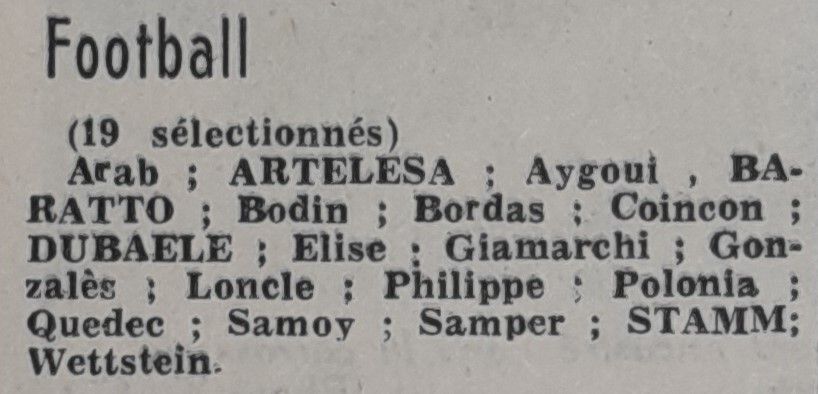 Football
(19 sélectionnés)
Arab ; ARTELESA ; Aygoui , BA-
RATTO ; Bodin ; Bordas ; Coincon ;
DUBAELE ; Elise ; Giamarchi ; Gon-
zalès ; Loncle ; Philippe ; Polonia ;
Quedec ; Samoy ; Samper ; STAMM;
Wettstein.